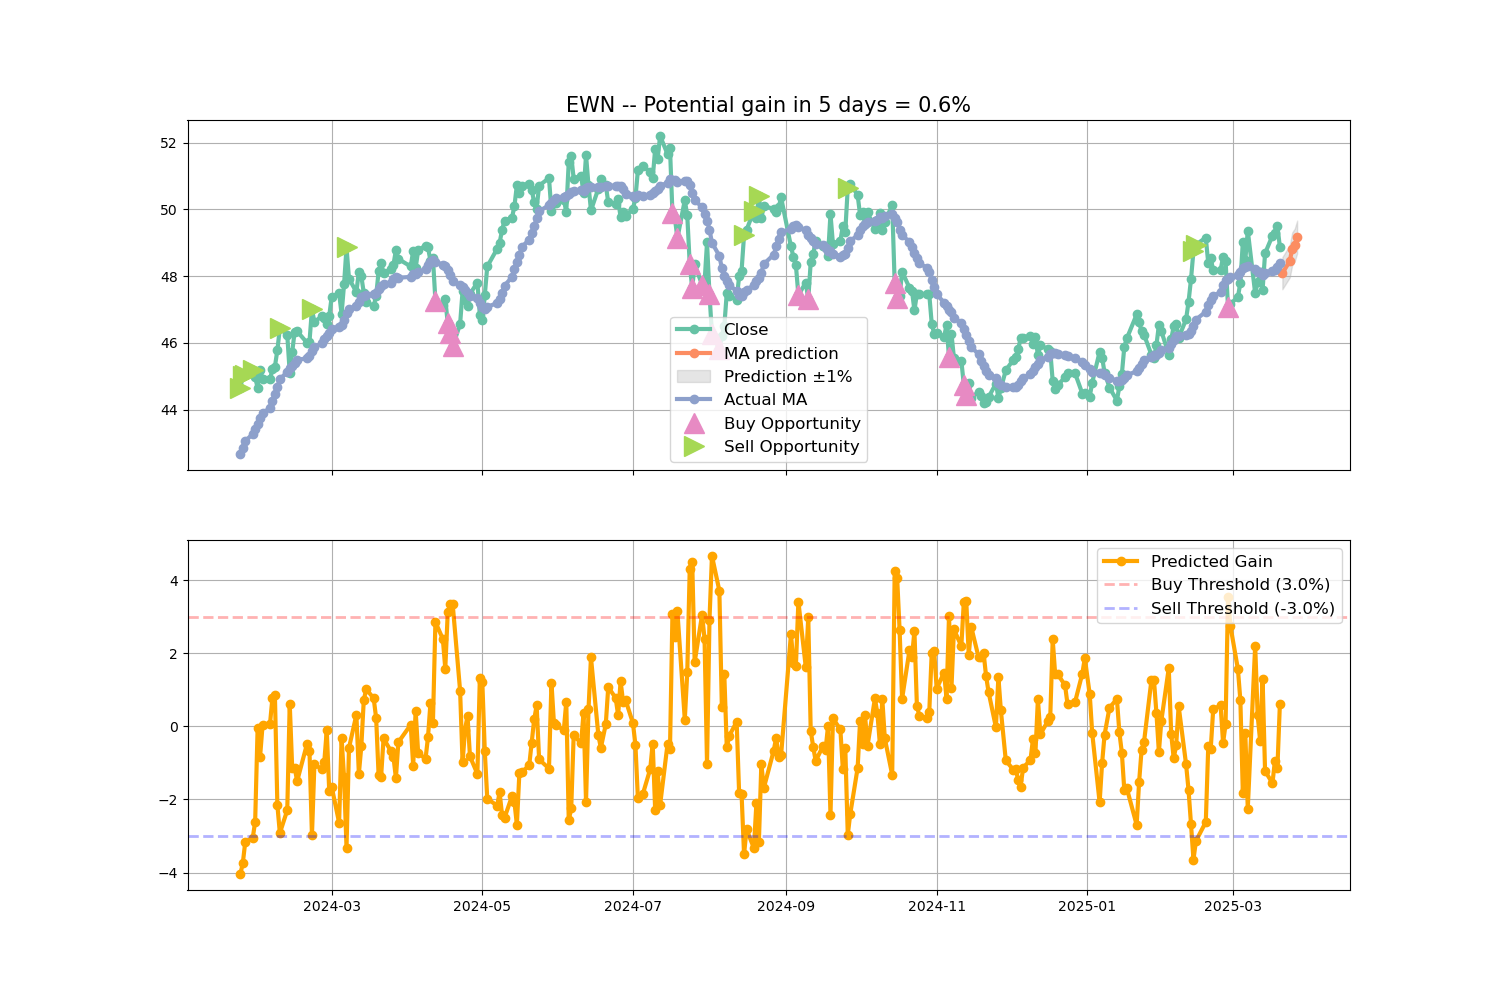 EWN -- Potential gain in 5 days = 0.6%
52
50
48
46
44
Close
MA prediction
Prediction ±1%
Actual MA
Buy Opportunity
Sell Opportunity
4
2
0
−2
−4
Predicted Gain
Buy Threshold (3.0%)
Sell Threshold (-3.0%)
2024-03 2024-05 2024-07 2024-09 2024-11 2025-01 2025-03